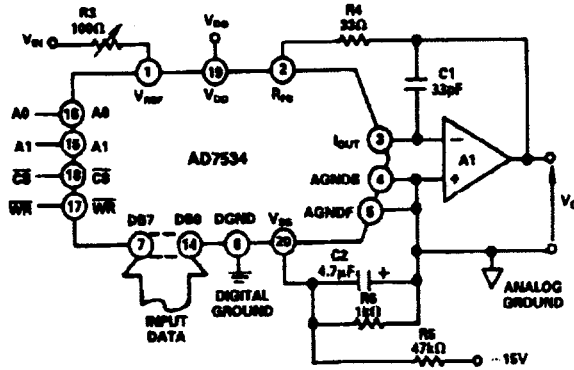 R3
100Ω
VIN
VDD
R4
33Ω
C1
33pF
1
19
2
VREF
VDD
RFB
A0 16 A0
A1 15 A1
CS 18 CS
WR 17 WR
AD7534
IOUT 3
AGNDS 4
AGNDF 5
A1
−
+
DB7
DB0
DGND
VSS
7
14
6
20
C2
4.7µF
+
R6
1kΩ
R5
47kΩ
INPUT
DATA
DIGITAL
GROUND
ANALOG
GROUND
-15V